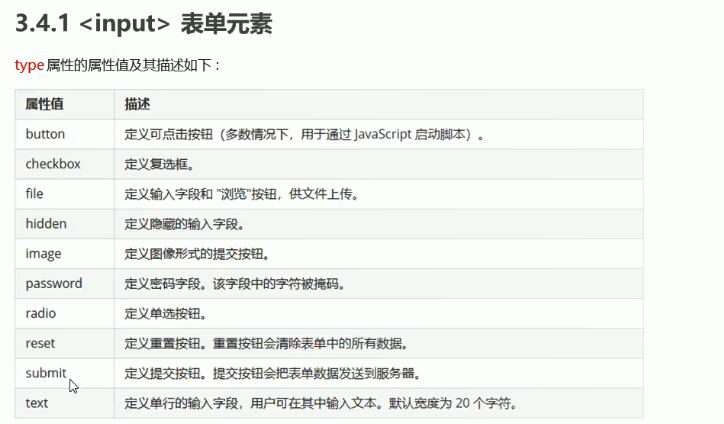 3.4.1 <input> 表单元素
type 属性的属性值及其描述如下：
属性值 描述
button 定义可点击按钮（多数情况下，用于通过 JavaScript 启动脚本）。
checkbox 定义复选框。
file 定义输入字段和 "浏览"按钮，供文件上传。
hidden 定义隐藏的输入字段。
image 定义图像形式的提交按钮。
password 定义密码字段。该字段中的字符被掩码。
radio 定义单选按钮。
reset 定义重置按钮。重置按钮会清除表单中的所有数据。
submit 定义提交按钮。提交按钮会把表单数据发送到服务器。
text 定义单行的输入字段，用户可在其中输入文本。默认宽度为 20 个字符。